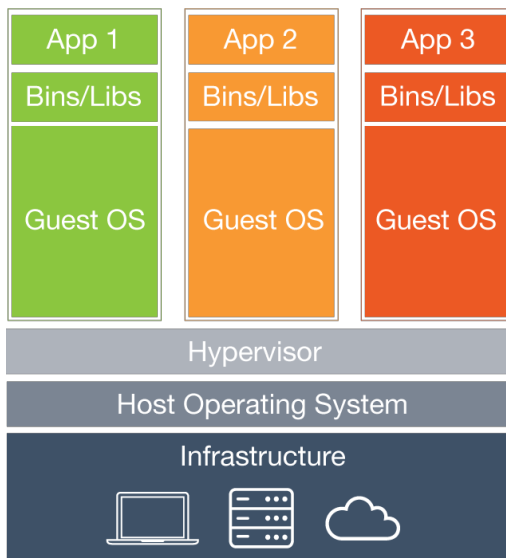 App 1
Bins/Libs
Guest OS
App 2
Bins/Libs
Guest OS
App 3
Bins/Libs
Guest OS
Hypervisor
Host Operating System
Infrastructure